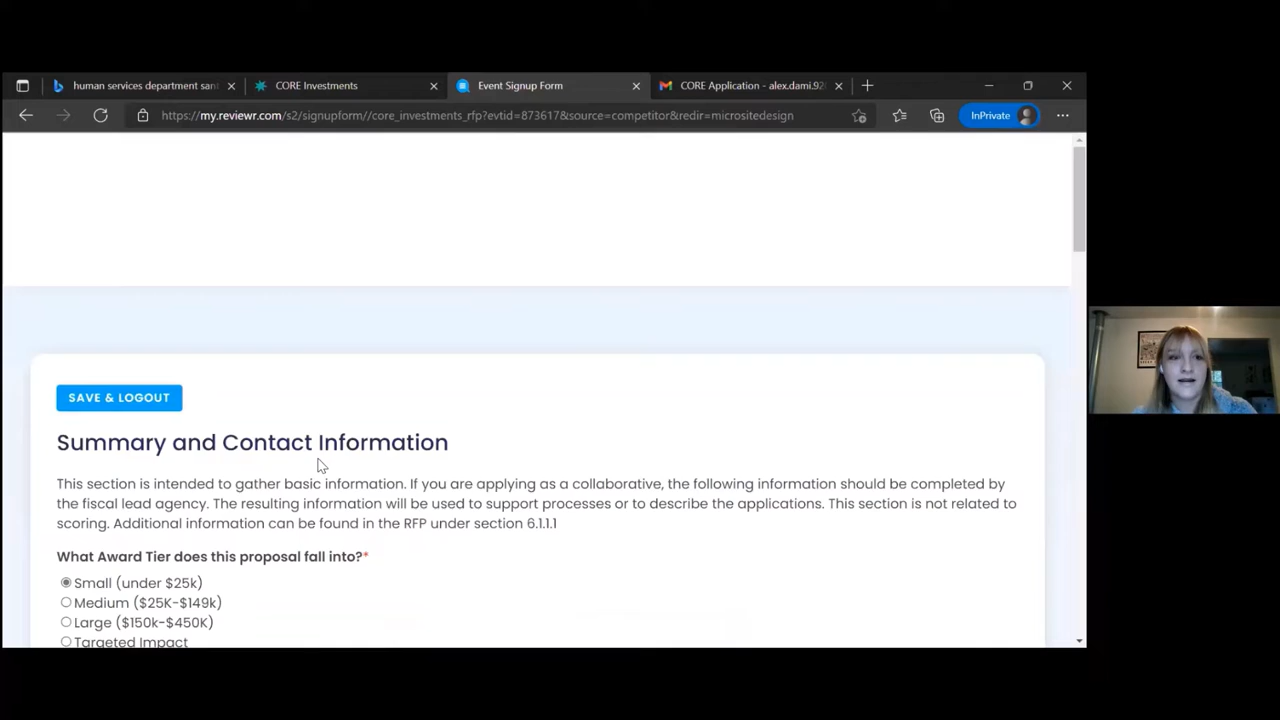 human services department sant
CORE Investments
Event Signup Form
CORE Application - alex.dami.92
https://my.reviewr.com/s2/signupform//core_investments_rfp?evtid=873617&source=competitor&redir=micrositedesign
InPrivate
SAVE & LOGOUT
Summary and Contact Information
This section is intended to gather basic information. If you are applying as a collaborative, the following information should be completed by
the fiscal lead agency. The resulting information will be used to support processes or to describe the applications. This section is not related to
scoring. Additional information can be found in the RFP under section 6.1.1.1
What Award Tier does this proposal fall into?*
Small (under $25k)
Medium ($25K-$149k)
Large ($150k-$450K)
Targeted Impact